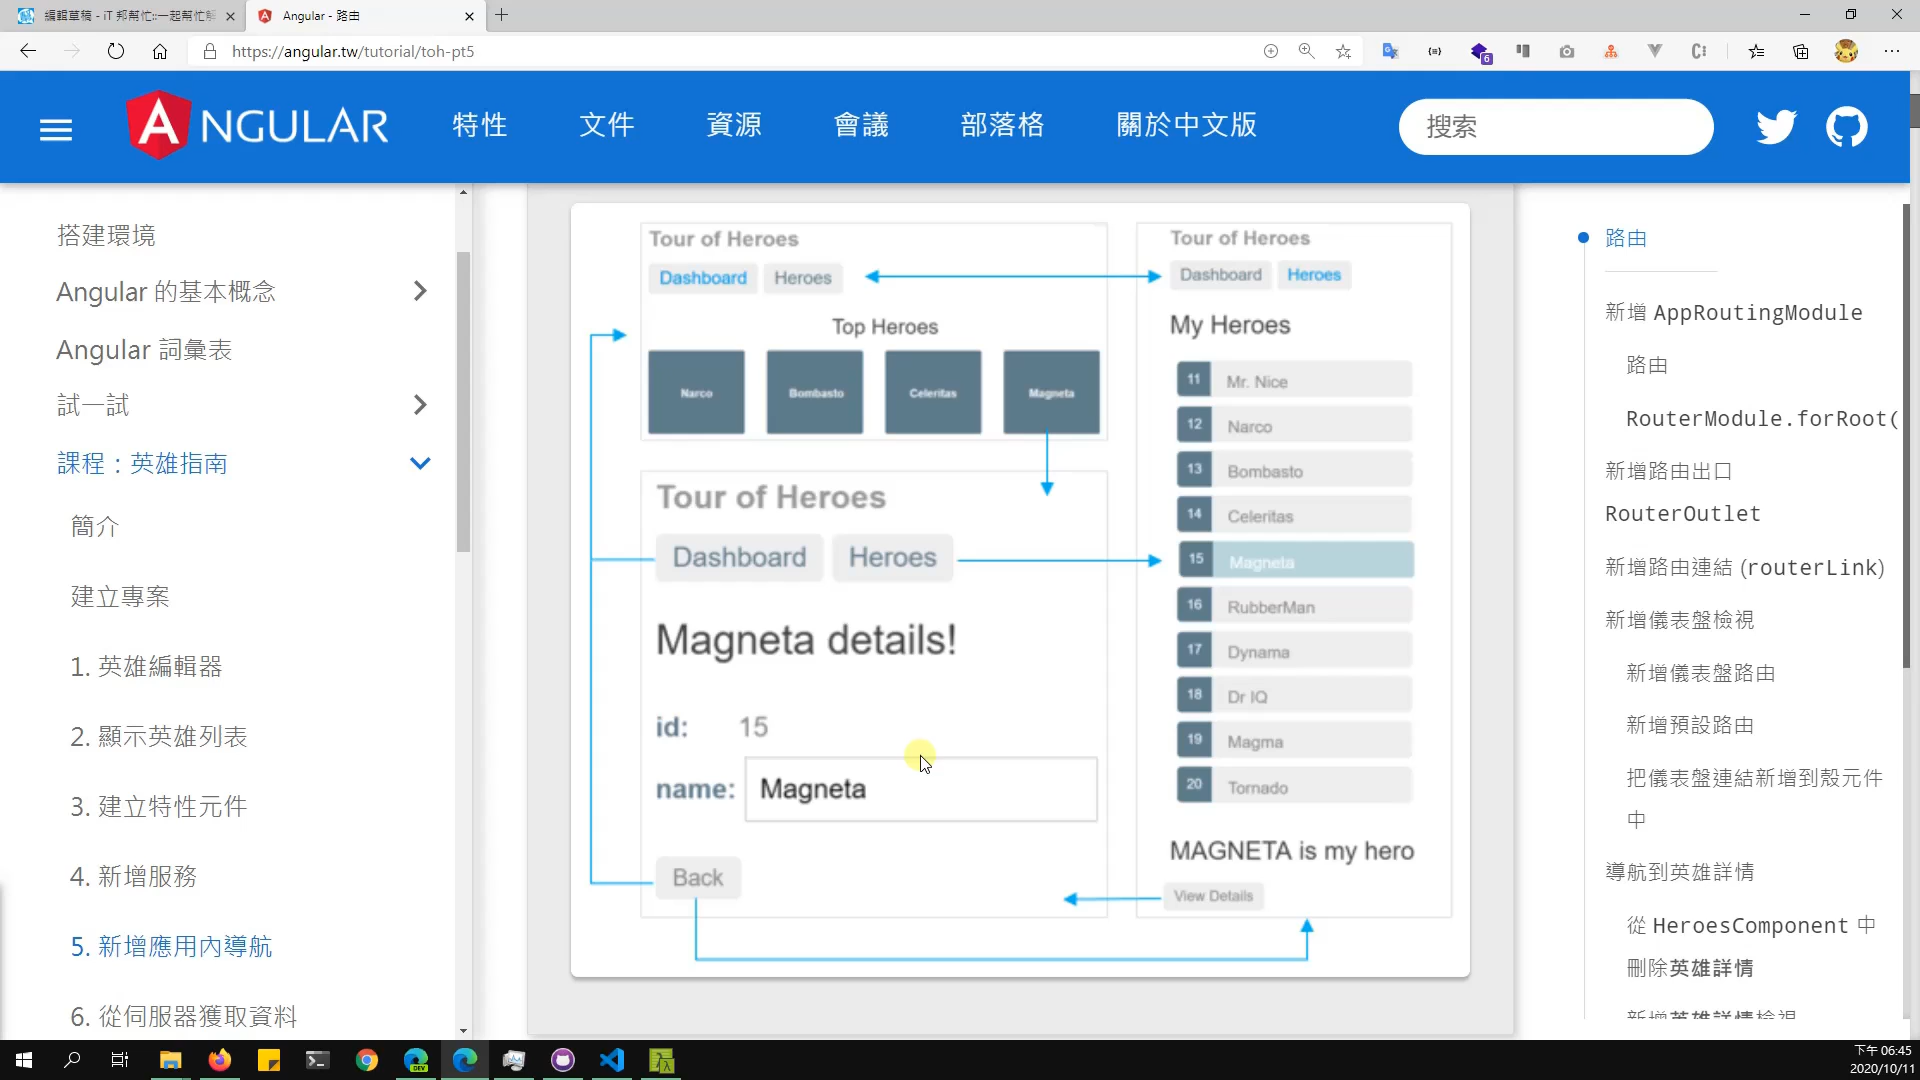 編輯草稿 - iT 邦幫忙::一起幫忙解
Angular - 路由
https://angular.tw/tutorial/toh-pt5
6
ANGULAR
特性
文件
資源
會議
部落格
關於中文版
搜索
搭建環境
Angular 的基本概念
Angular 詞彙表
試一試
課程：英雄指南
簡介
建立專案
1. 英雄編輯器
2. 顯示英雄列表
3. 建立特性元件
4. 新增服務
5. 新增應用內導航
6. 從伺服器獲取資料
Tour of Heroes
Dashboard
Heroes
Top Heroes
Narco
Bombasto
Celeritas
Magneta
Tour of Heroes
Dashboard
Heroes
Magneta details!
id: 15
name: Magneta
Back
Tour of Heroes
Dashboard
Heroes
My Heroes
11 Mr. Nice
12 Narco
13 Bombasto
14 Celeritas
15 Magneta
16 RubberMan
17 Dynama
18 Dr IQ
19 Magma
20 Tornado
MAGNETA is my hero
View Details
路由
新增 AppRoutingModule
路由
RouterModule.forRoot(
新增路由出口
RouterOutlet
新增路由連結 (routerLink)
新增儀表盤檢視
新增儀表盤路由
新增預設路由
把儀表盤連結新增到殼元件
中
導航到英雄詳情
從 HeroesComponent 中
刪除英雄詳情
新增英雄詳情檢視
DEV
下午 06:45
2020/10/11